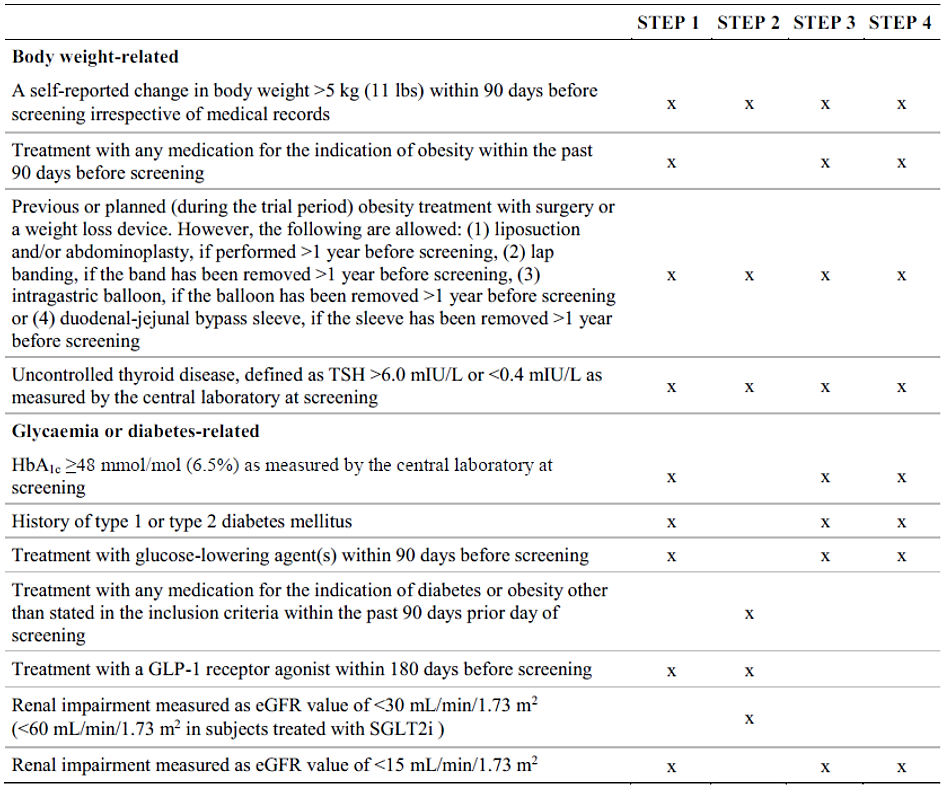 STEP 1 STEP 2 STEP 3 STEP 4
Body weight-related
A self-reported change in body weight >5 kg (11 lbs) within 90 days before
screening irrespective of medical records
x x x x
Treatment with any medication for the indication of obesity within the past
90 days before screening
x x x
Previous or planned (during the trial period) obesity treatment with surgery or
a weight loss device. However, the following are allowed: (1) liposuction
and/or abdominoplasty, if performed >1 year before screening, (2) lap
banding, if the band has been removed >1 year before screening, (3)
intragastric balloon, if the balloon has been removed >1 year before screening
or (4) duodenal-jejunal bypass sleeve, if the sleeve has been removed >1 year
before screening
x x x x
Uncontrolled thyroid disease, defined as TSH >6.0 mIU/L or <0.4 mIU/L as
measured by the central laboratory at screening
x x x x
Glycaemia or diabetes-related
HbA1c ≥48 mmol/mol (6.5%) as measured by the central laboratory at
screening
x x x
History of type 1 or type 2 diabetes mellitus x x x
Treatment with glucose-lowering agent(s) within 90 days before screening x x x
Treatment with any medication for the indication of diabetes or obesity other
than stated in the inclusion criteria within the past 90 days prior day of
screening
x
Treatment with a GLP-1 receptor agonist within 180 days before screening x x
Renal impairment measured as eGFR value of <30 mL/min/1.73 m²
(<60 mL/min/1.73 m² in subjects treated with SGLT2i )
x
Renal impairment measured as eGFR value of <15 mL/min/1.73 m² x x x